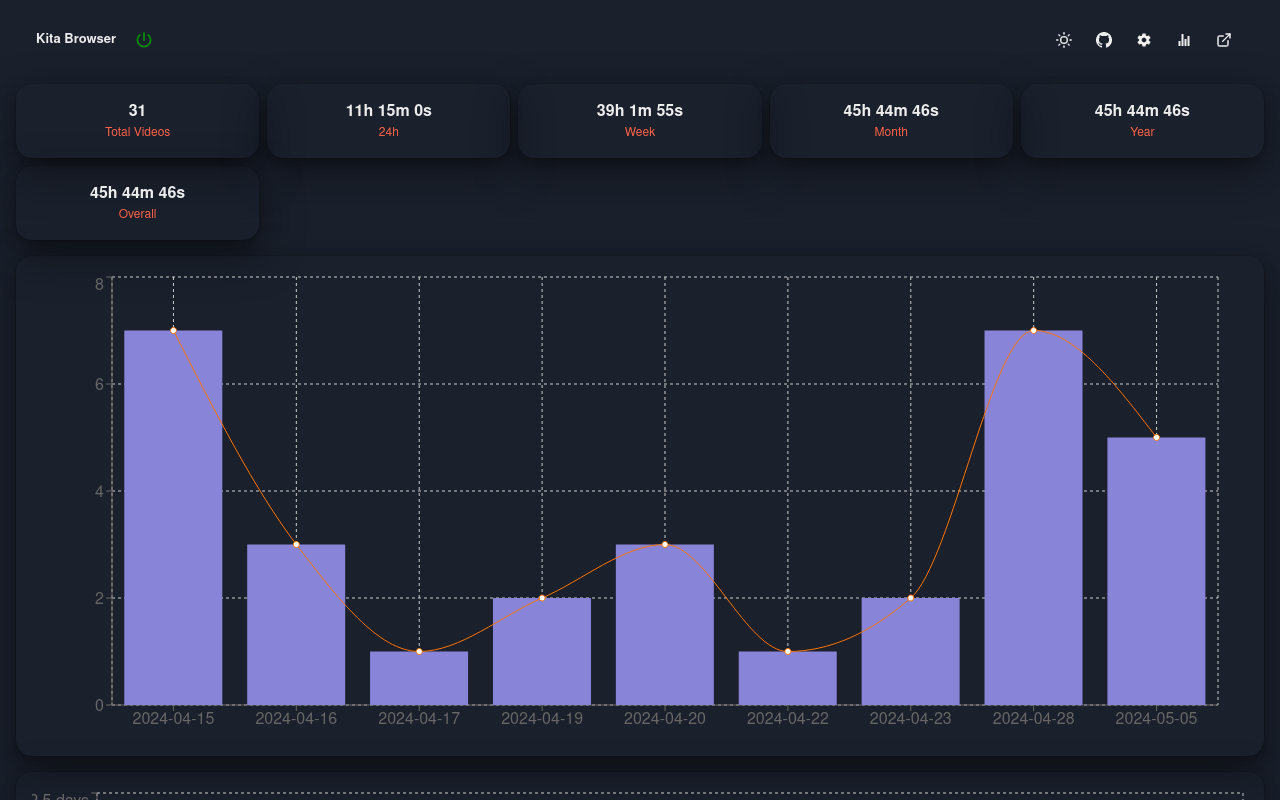 Kita Browser
31
Total Videos
11h 15m 0s
24h
39h 1m 55s
Week
45h 44m 46s
Month
45h 44m 46s
Year
45h 44m 46s
Overall
8
6
4
2
0
2024-04-15 2024-04-16 2024-04-17 2024-04-19 2024-04-20 2024-04-22 2024-04-23 2024-04-28 2024-05-05
days